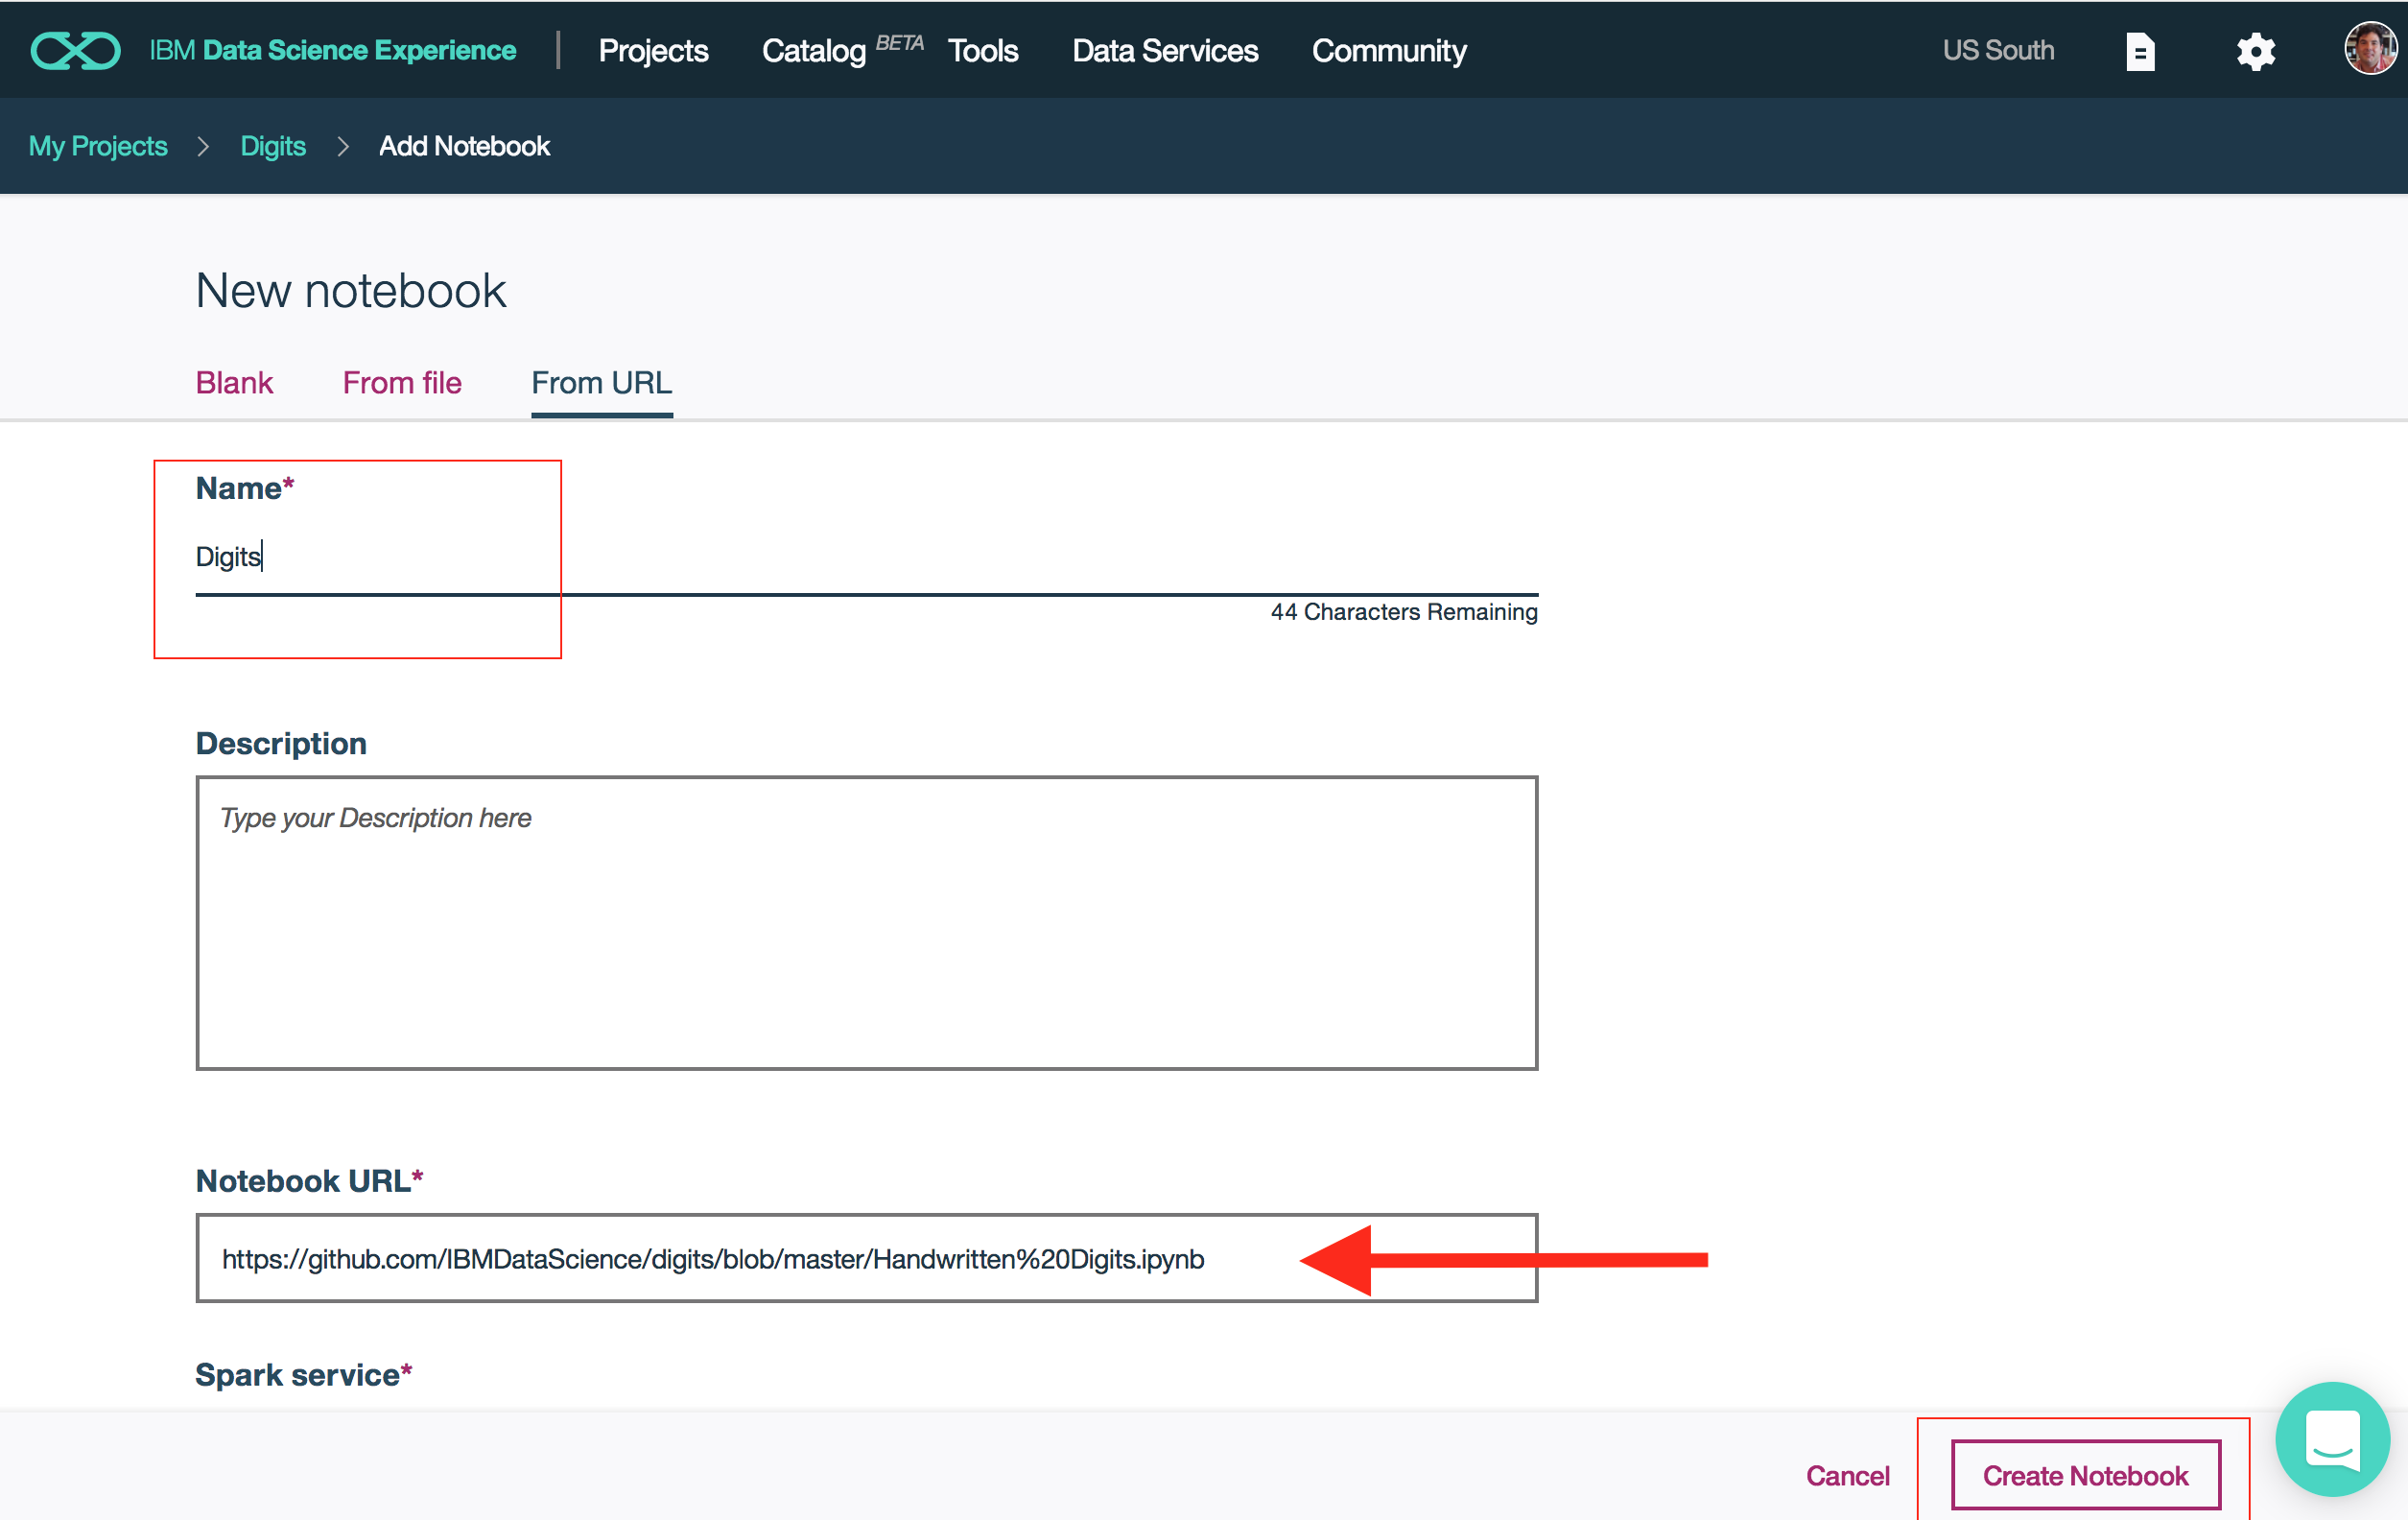 IBM Data Science Experience Projects Catalog BETA Tools Data Services Community US South
My Projects > Digits > Add Notebook
New notebook
Blank From file From URL
Name*
Digits
44 Characters Remaining
Description
Type your Description here
Notebook URL*
https://github.com/IBMDataScience/digits/blob/master/Handwritten%20Digits.ipynb
Spark service*
Cancel Create Notebook